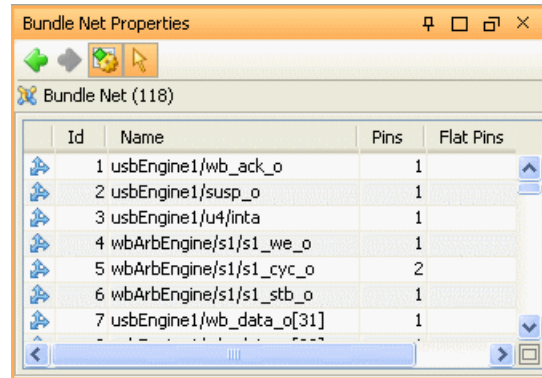 Bundle Net Properties
Bundle Net (118)
Id Name Pins Flat Pins
1 usbEngine1/wb_ack_o 1
2 usbEngine1/susp_o 1
3 usbEngine1/u4/inta 1
4 wbArbEngine/s1/s1_we_o 1
5 wbArbEngine/s1/s1_cyc_o 2
6 wbArbEngine/s1/s1_stb_o 1
7 usbEngine1/wb_data_o[31] 1